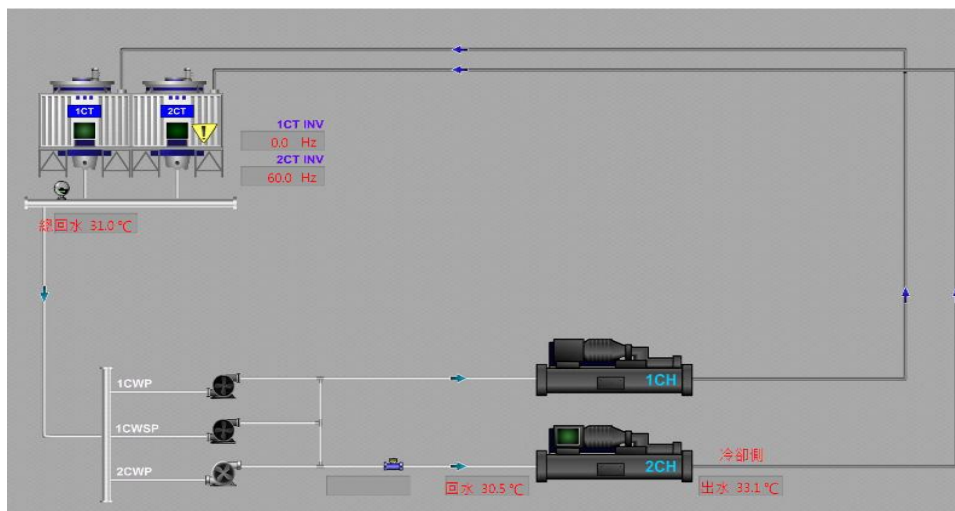 1CT
2CT
1CT INV
0.0 Hz
2CT INV
60.0 Hz
總回水 31.0 ℃
1CWP
1CH
1CWSP
2CWP
2CH
冷卻側
回水 30.5 ℃
出水 33.1 ℃